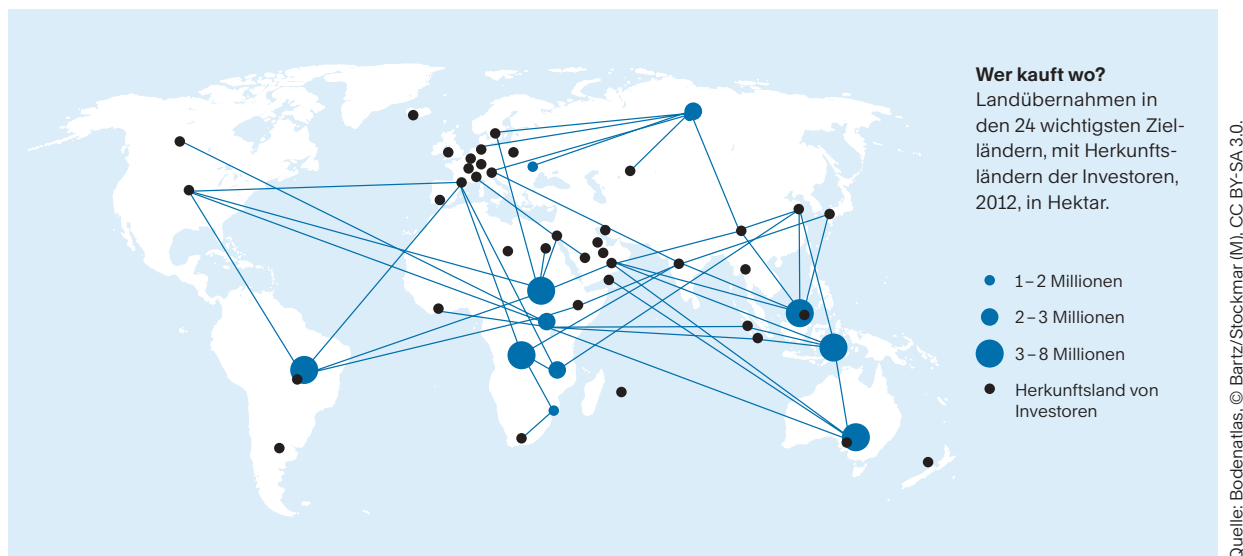 Wer kauft wo?
Landübernahmen in
den 24 wichtigsten Ziel-
ländern, mit Herkunfts-
ländern der Investoren,
2012, in Hektar.
1–2 Millionen
2–3 Millionen
3–8 Millionen
Herkunftsland von
Investoren
Quelle: Bodenatlas, © Bartz/Stockmar (M), CC BY-SA 3.0.